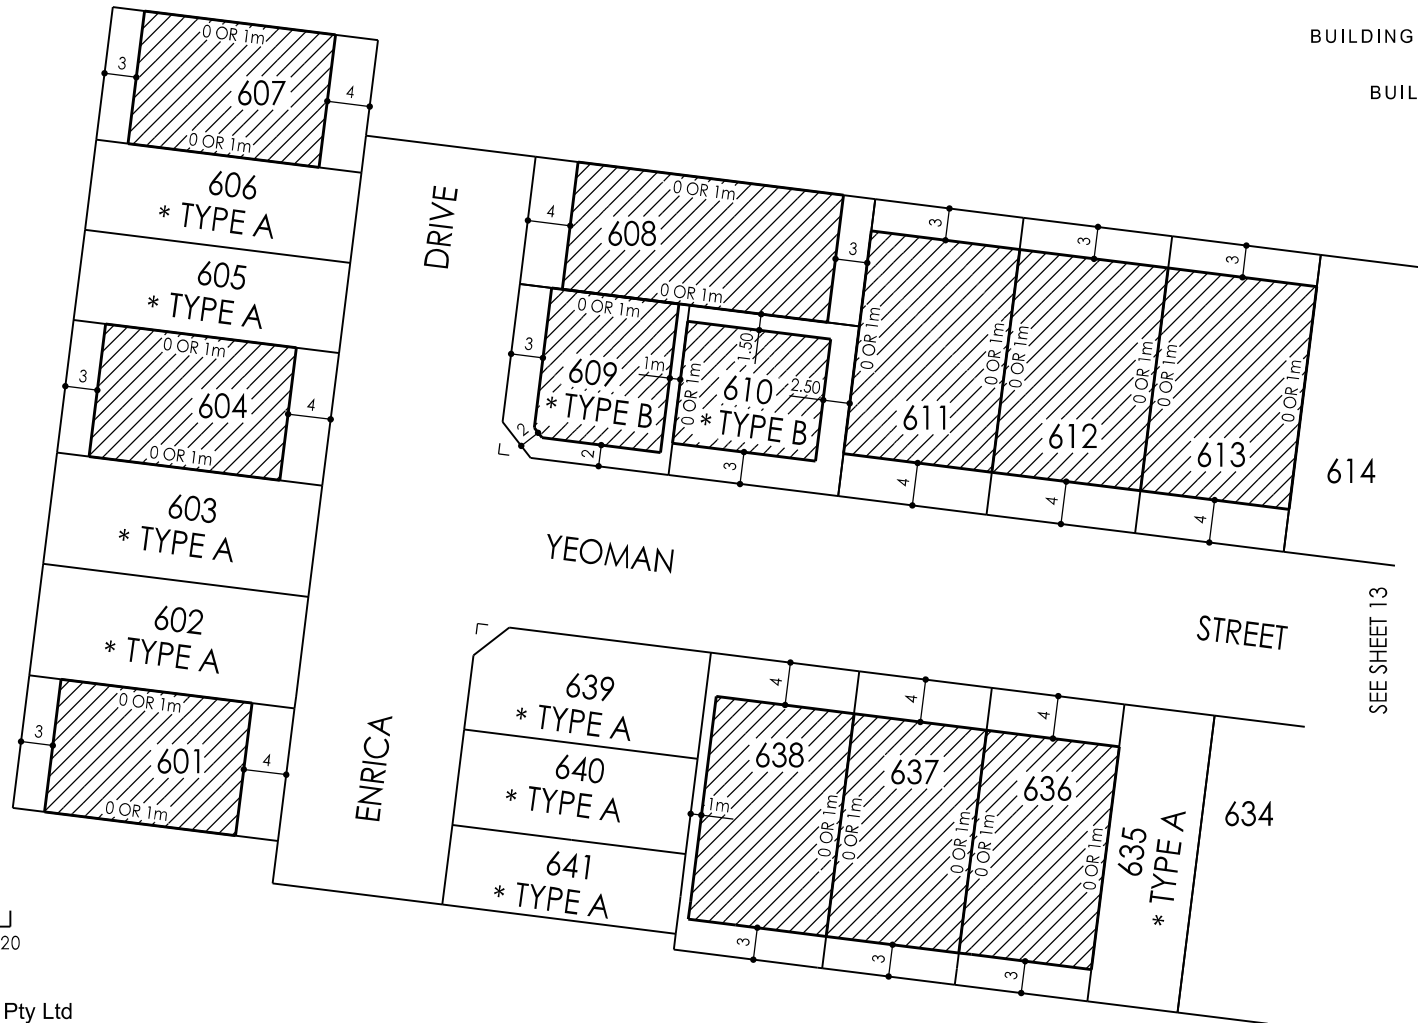 BUILDING
BUIL
0 OR 1m
3
607
4
0 OR 1m
606
* TYPE A
605
* TYPE A
0 OR 1m
3
604
4
0 OR 1m
603
* TYPE A
602
* TYPE A
0 OR 1m
3
601
4
0 OR 1m
DRIVE
ENRICA
0 OR 1m
4
608
3
0 OR 1m
0 OR 1m
3
609
* TYPE B
1m
2
2
1.50
0 OR 1m
610
* TYPE B
2.50
3
3
0 OR 1m
611
0 OR 1m
4
3
0 OR 1m
612
0 OR 1m
4
3
0 OR 1m
613
0 OR 1m
4
614
YEOMAN
STREET
SEE SHEET 13
639
* TYPE A
640
* TYPE A
641
* TYPE A
4
638
1m
0 OR 1m
3
4
637
0 OR 1m
0 OR 1m
3
4
636
0 OR 1m
0 OR 1m
3
635
* TYPE A
634
20
Pty Ltd